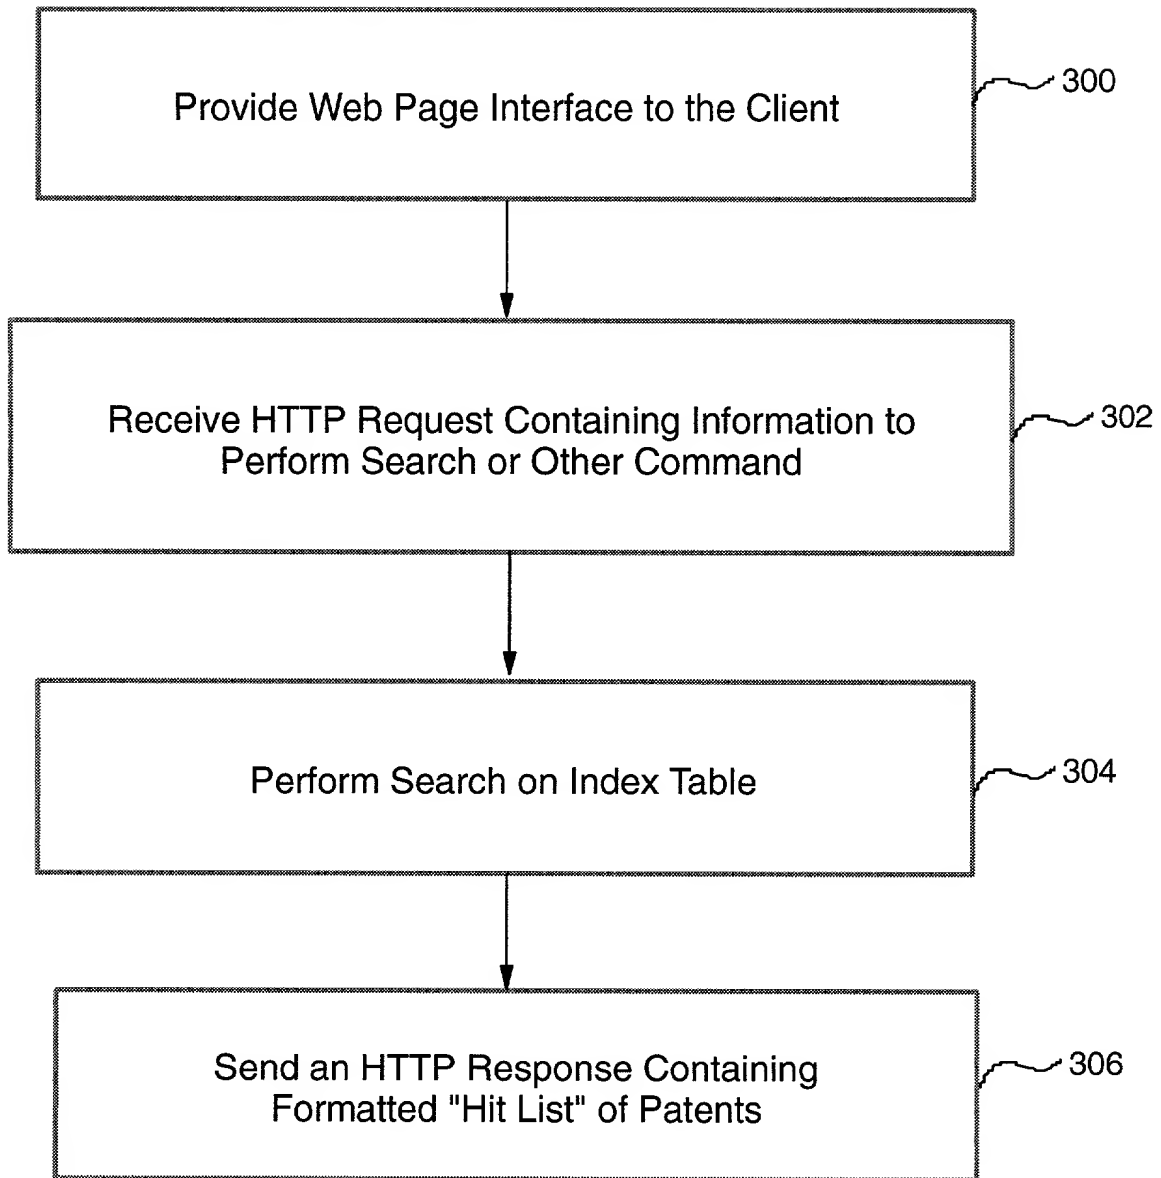 Provide Web Page Interface to the Client
300
Receive HTTP Request Containing Information to
Perform Search or Other Command
302
Perform Search on Index Table
304
Send an HTTP Response Containing
Formatted "Hit List" of Patents
306